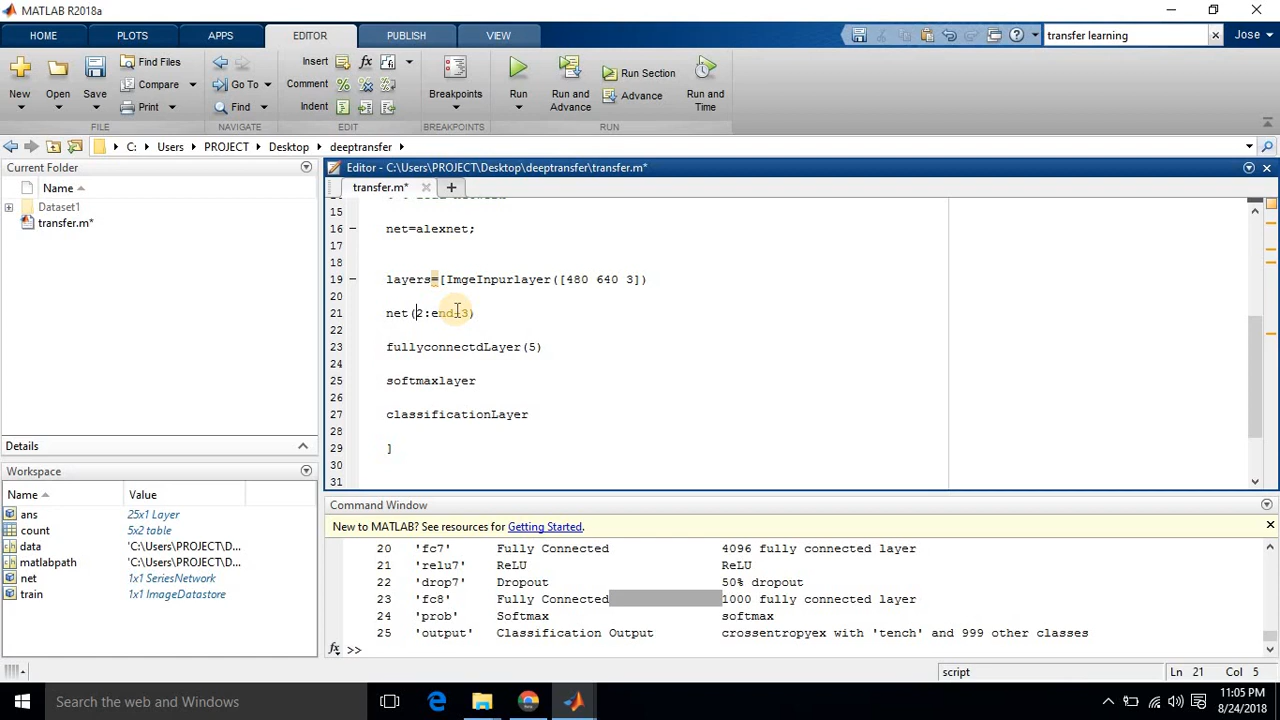 MATLAB R2018a
HOME PLOTS APPS EDITOR PUBLISH VIEW transfer learning Jose
New Open Save Find Files Compare Print Go To Find Insert Comment Indent fx Breakpoints Run Run and Advance Run Section Advance Run and Time
FILE NAVIGATE EDIT BREAKPOINTS RUN
C: Users PROJECT Desktop deeptransfer
Current Folder
Name
Dataset1
transfer.m*
Details
Workspace
Name Value
ans 25x1 Layer
count 5x2 table
data 'C:\Users\PROJECT\D...
matlabpath 'C:\Users\PROJECT\D...
net 1x1 SeriesNetwork
train 1x1 ImageDatastore
Editor - C:\Users\PROJECT\Desktop\deeptransfer\transfer.m*
transfer.m*
15
16 net=alexnet;
17
18
19 layers=[ImgeInpurlayer([480 640 3])
20
21 net(2:end-3)
22
23 fullyconnectdLayer(5)
24
25 softmaxlayer
26
27 classificationLayer
28
29 ]
30
31
Command Window
New to MATLAB? See resources for Getting Started.
20 'fc7' Fully Connected 4096 fully connected layer
21 'relu7' ReLU ReLU
22 'drop7' Dropout 50% dropout
23 'fc8' Fully Connected 1000 fully connected layer
24 'prob' Softmax softmax
25 'output' Classification Output crossentropyex with 'tench' and 999 other classes
fx >>
script Ln 21 Col 5
Search the web and Windows
11:05 PM
8/24/2018